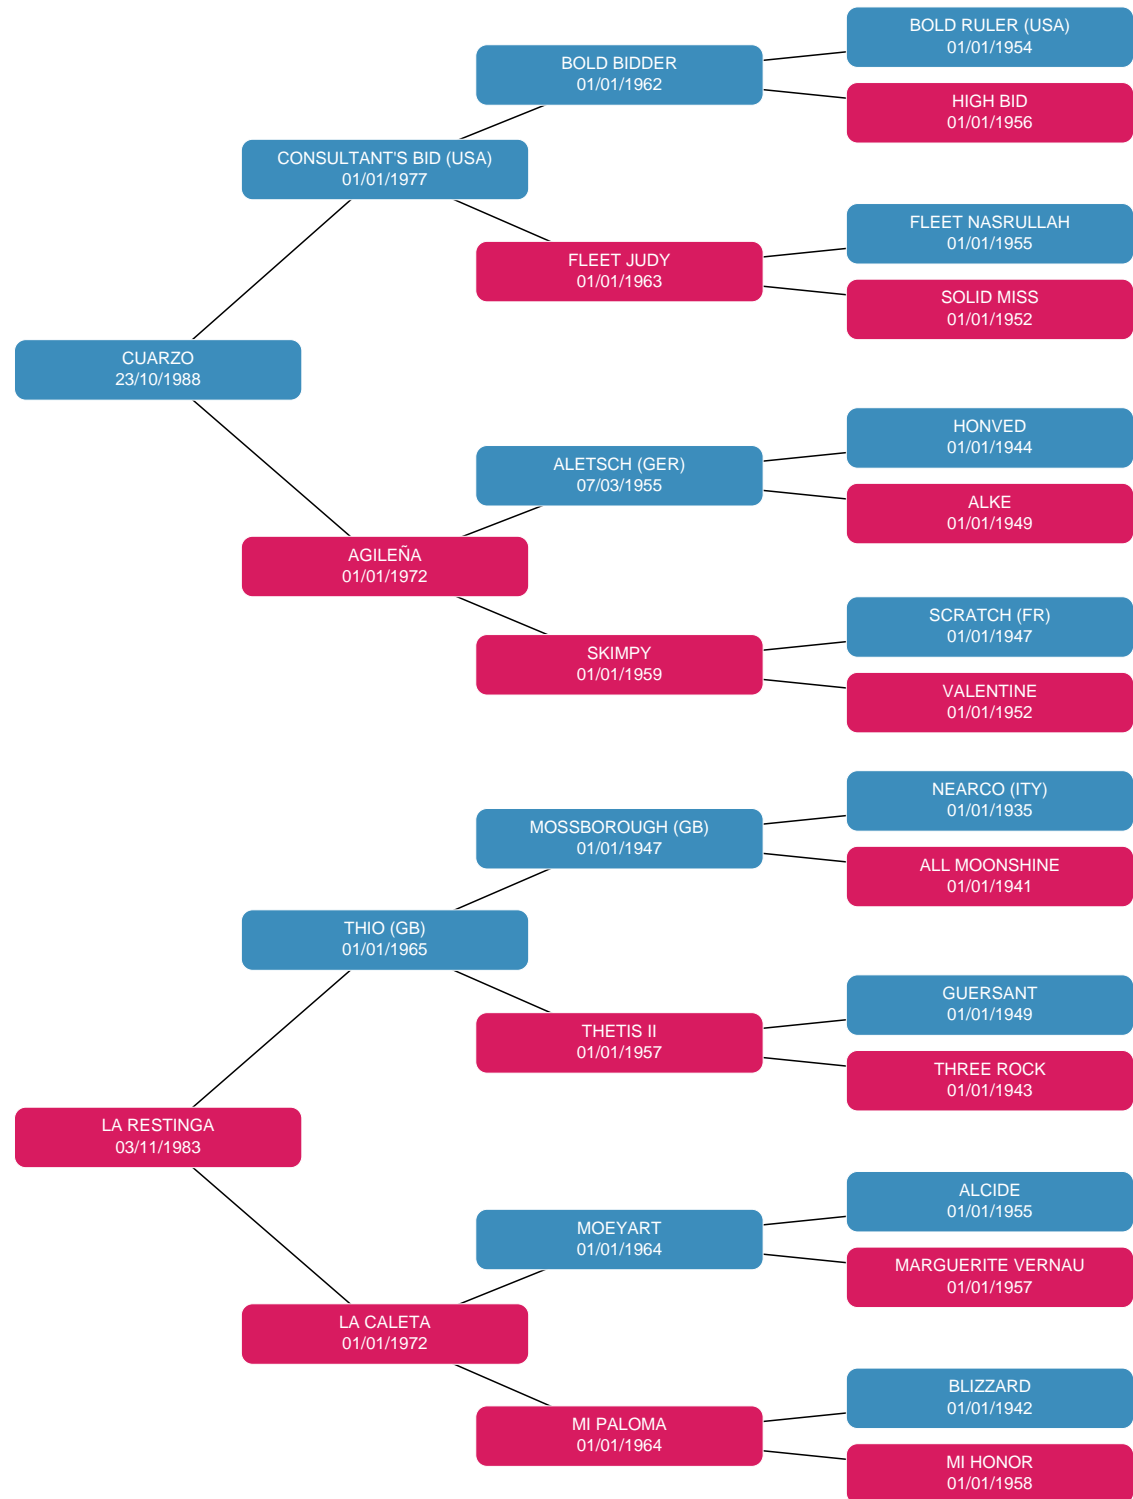 BOLD RULER (USA)
01/01/1954
BOLD BIDDER
01/01/1962
HIGH BID
01/01/1956
CONSULTANT'S BID (USA)
01/01/1977
FLEET NASRULLAH
01/01/1955
FLEET JUDY
01/01/1963
SOLID MISS
01/01/1952
CUARZO
23/10/1988
HONVED
01/01/1944
ALETSCH (GER)
07/03/1955
ALKE
01/01/1949
AGILEÑA
01/01/1972
SCRATCH (FR)
01/01/1947
SKIMPY
01/01/1959
VALENTINE
01/01/1952
NEARCO (ITY)
01/01/1935
MOSSBOROUGH (GB)
01/01/1947
ALL MOONSHINE
01/01/1941
THIO (GB)
01/01/1965
GUERSANT
01/01/1949
THETIS II
01/01/1957
THREE ROCK
01/01/1943
LA RESTINGA
03/11/1983
ALCIDE
01/01/1955
MOEYART
01/01/1964
MARGUERITE VERNAU
01/01/1957
LA CALETA
01/01/1972
BLIZZARD
01/01/1942
MI PALOMA
01/01/1964
MI HONOR
01/01/1958